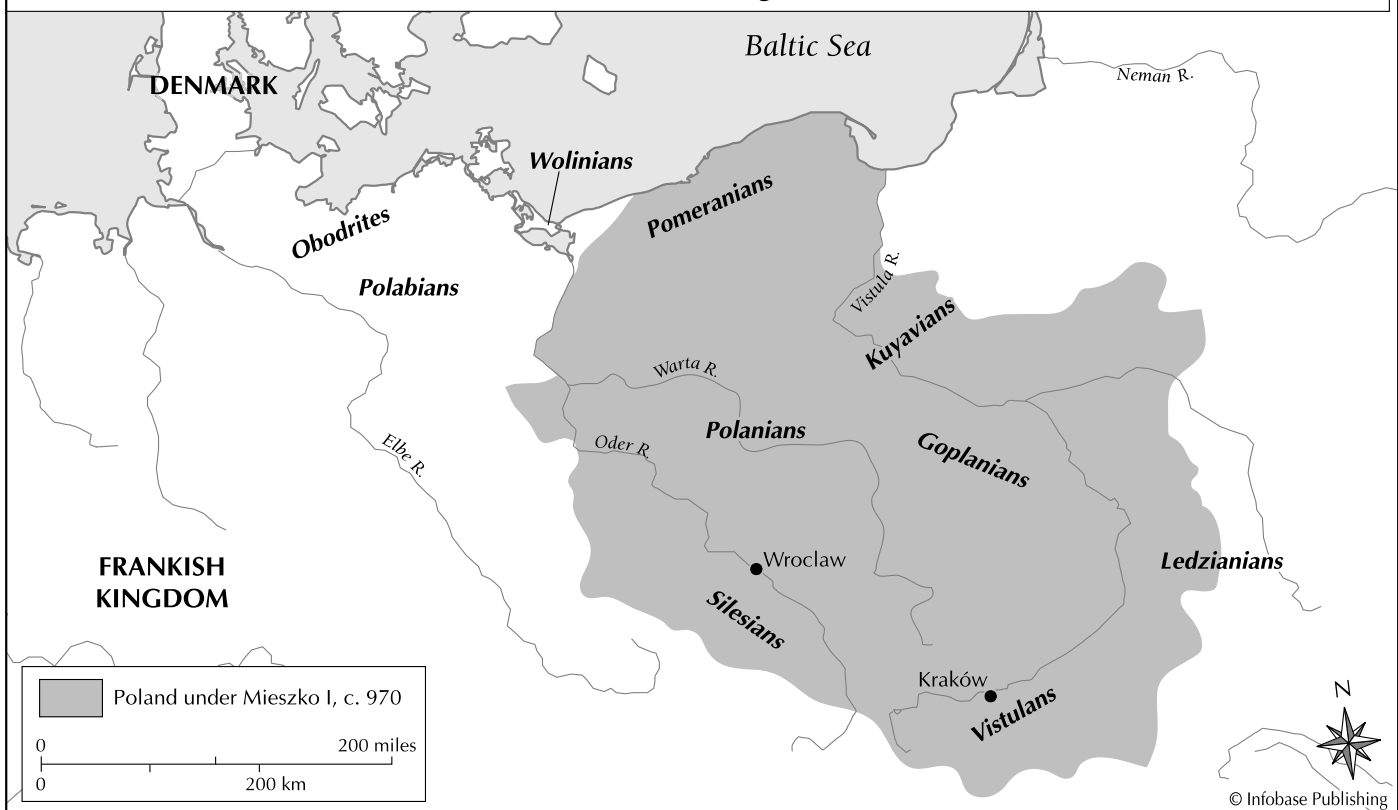 Baltic Sea
Neman R.
DENMARK
Wolinians
Pomeranians
Obodrites
Polabians
Vistula R.
Kuyavians
Warta R.
Polanians
Goplanians
Oder R.
Elbe R.
Wroclaw
Ledzianians
FRANKISH
KINGDOM
Silesians
Kraków
Vistulans
Poland under Mieszko I, c. 970
0
200 miles
0
200 km
N
© Infobase Publishing